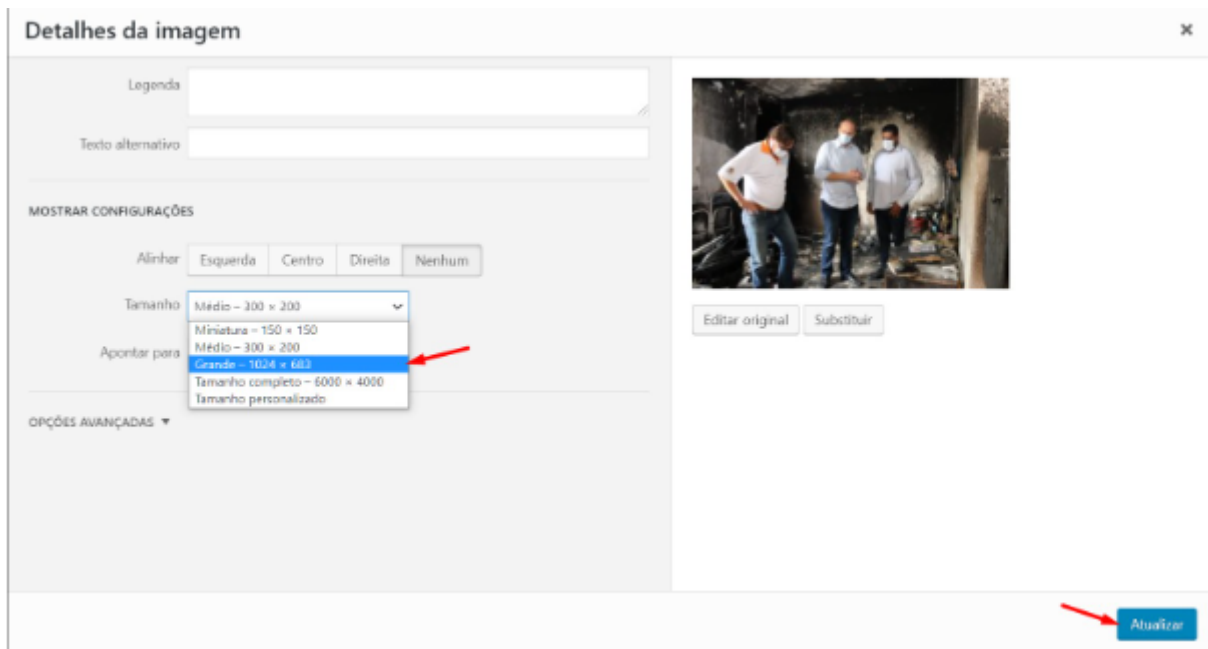 Detalhes da imagem
Legenda
Texto alternativo
MOSTRAR CONFIGURAÇÕES
Alinhar Esquerda Centro Direita Nenhum
Tamanho Médio – 300 × 200
Miniatura – 150 × 150
Médio – 300 × 200
Apontar para
Grande – 1024 × 683
Tamanho completo – 6000 × 4000
Tamanho personalizado
OPÇÕES AVANÇADAS
Editar original Substituir
Atualizar